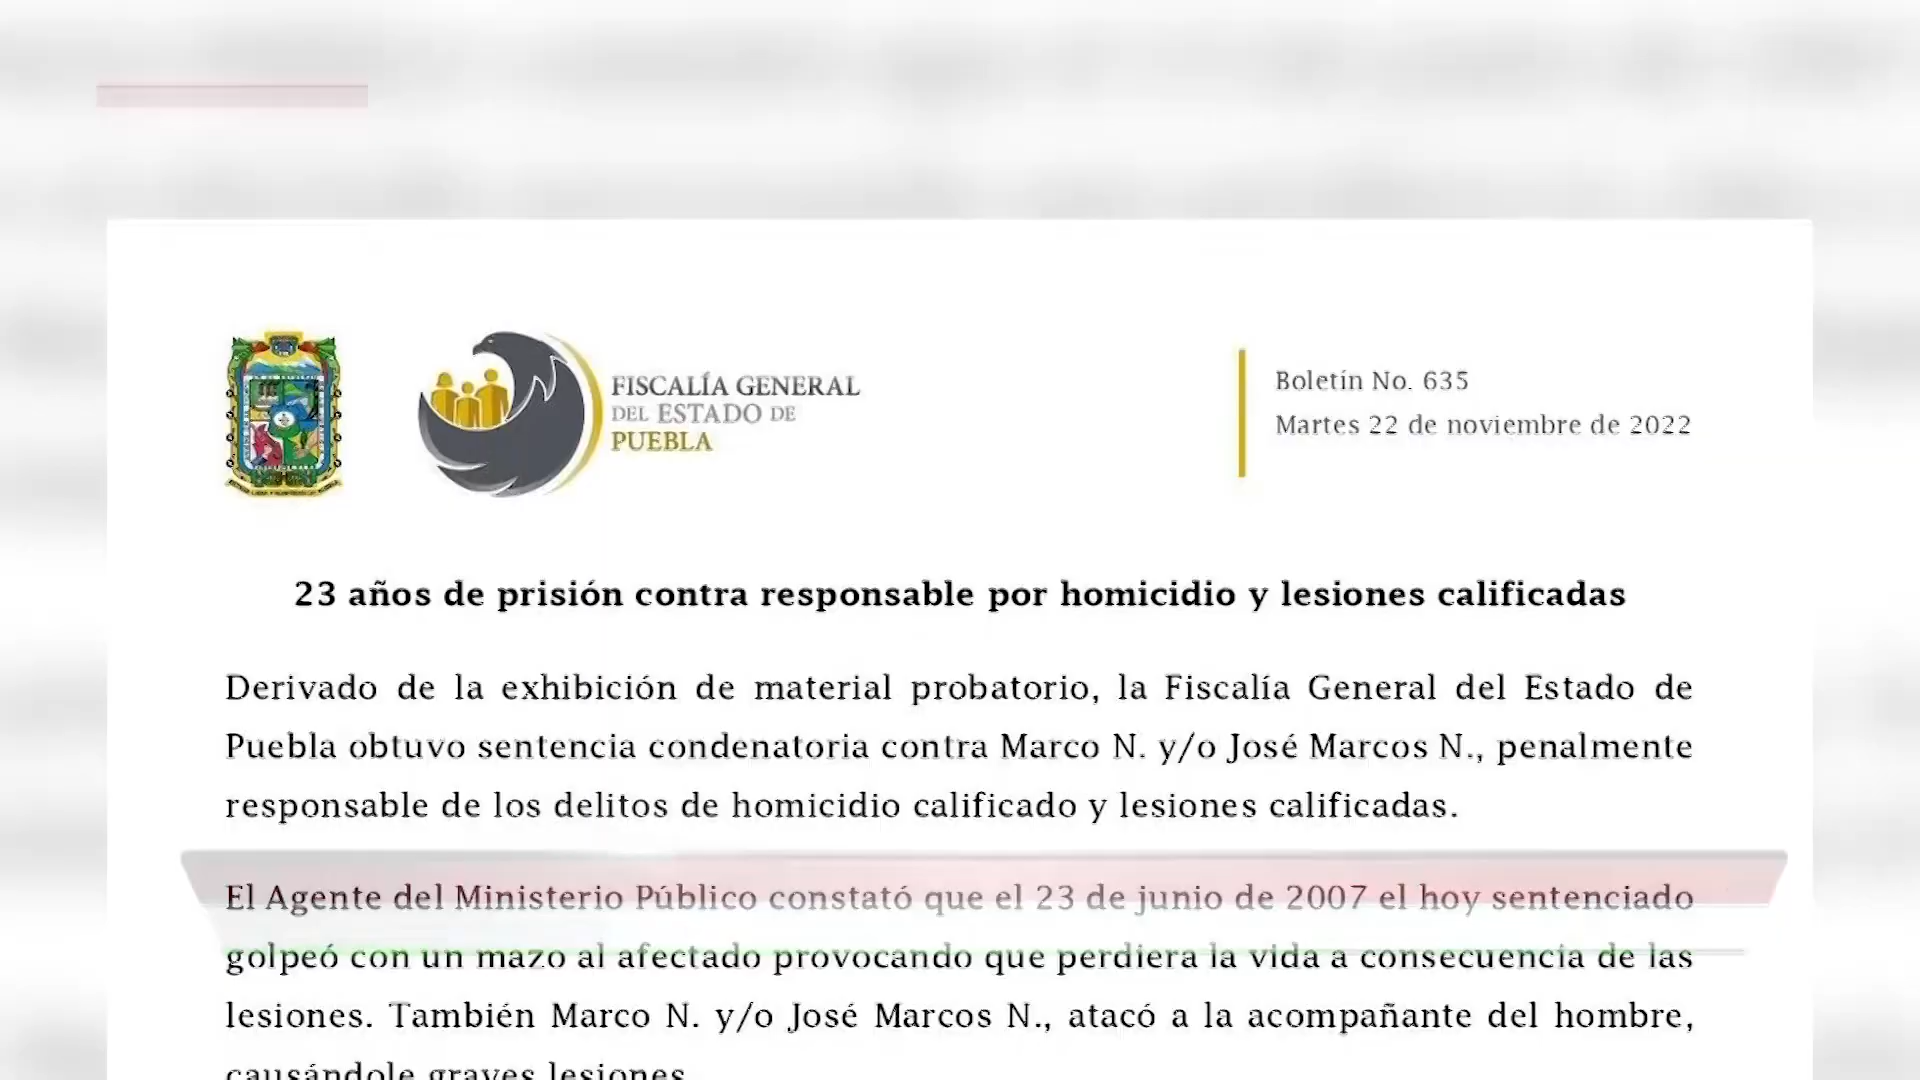 FISCALÍA GENERAL
DEL ESTADO DE
PUEBLA
Boletín No. 635
Martes 22 de noviembre de 2022
23 años de prisión contra responsable por homicidio y lesiones calificadas
Derivado de la exhibición de material probatorio, la Fiscalía General del Estado de
Puebla obtuvo sentencia condenatoria contra Marco N. y/o José Marcos N., penalmente
responsable de los delitos de homicidio calificado y lesiones calificadas.
El Agente del Ministerio Público constató que el 23 de junio de 2007 el hoy sentenciado
golpeó con un mazo al afectado provocando que perdiera la vida a consecuencia de las
lesiones. También Marco N. y/o José Marcos N., atacó a la acompañante del hombre,
causándole graves lesiones.